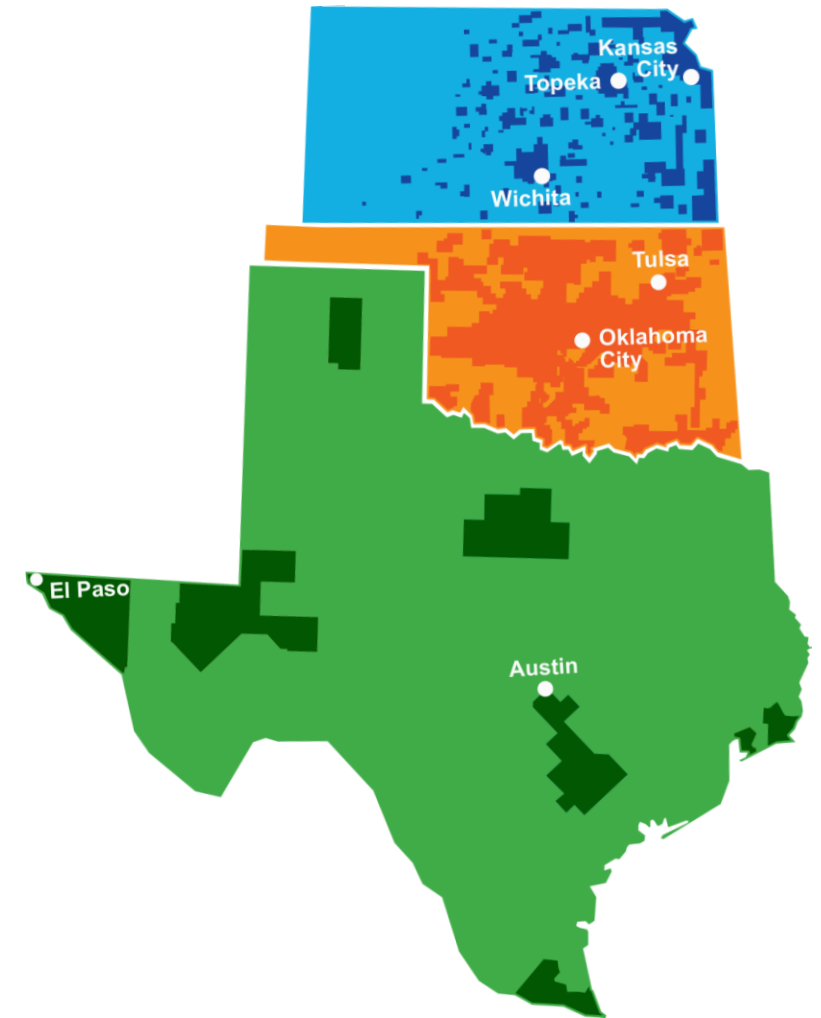 Kansas
City
Topeka
Wichita
Tulsa
Oklahoma
City
El Paso
Austin